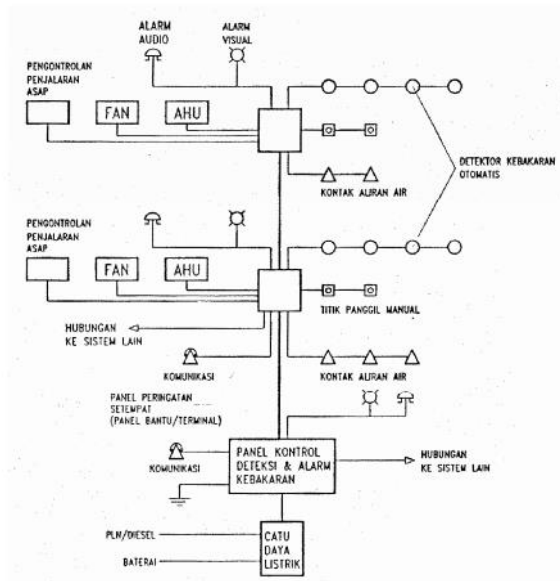 ALARM
AUDIO
ALARM
VISUAL
PENGONTROLAN
PENJALARAN
ASAP
FAN
AHU
DETEKTOR KEBAKARAN
OTOMATIS
KONTAK ALIRAN AIR
PENGONTROLAN
PENJALARAN
ASAP
FAN
AHU
TITIK PANGGIL MANUAL
HUBUNGAN
KE SISTEM LAIN
KOMUNIKASI
KONTAK ALIRAN AIR
PANEL PERINGATAN
SETEMPAT
(PANEL BANTU/TERMINAL)
KOMUNIKASI
PANEL KONTROL
DETEKSI & ALARM
KEBAKARAN
HUBUNGAN
KE SISTEM LAIN
PLN/DIESEL
BATERAI
CATU
DAYA
LISTRIK